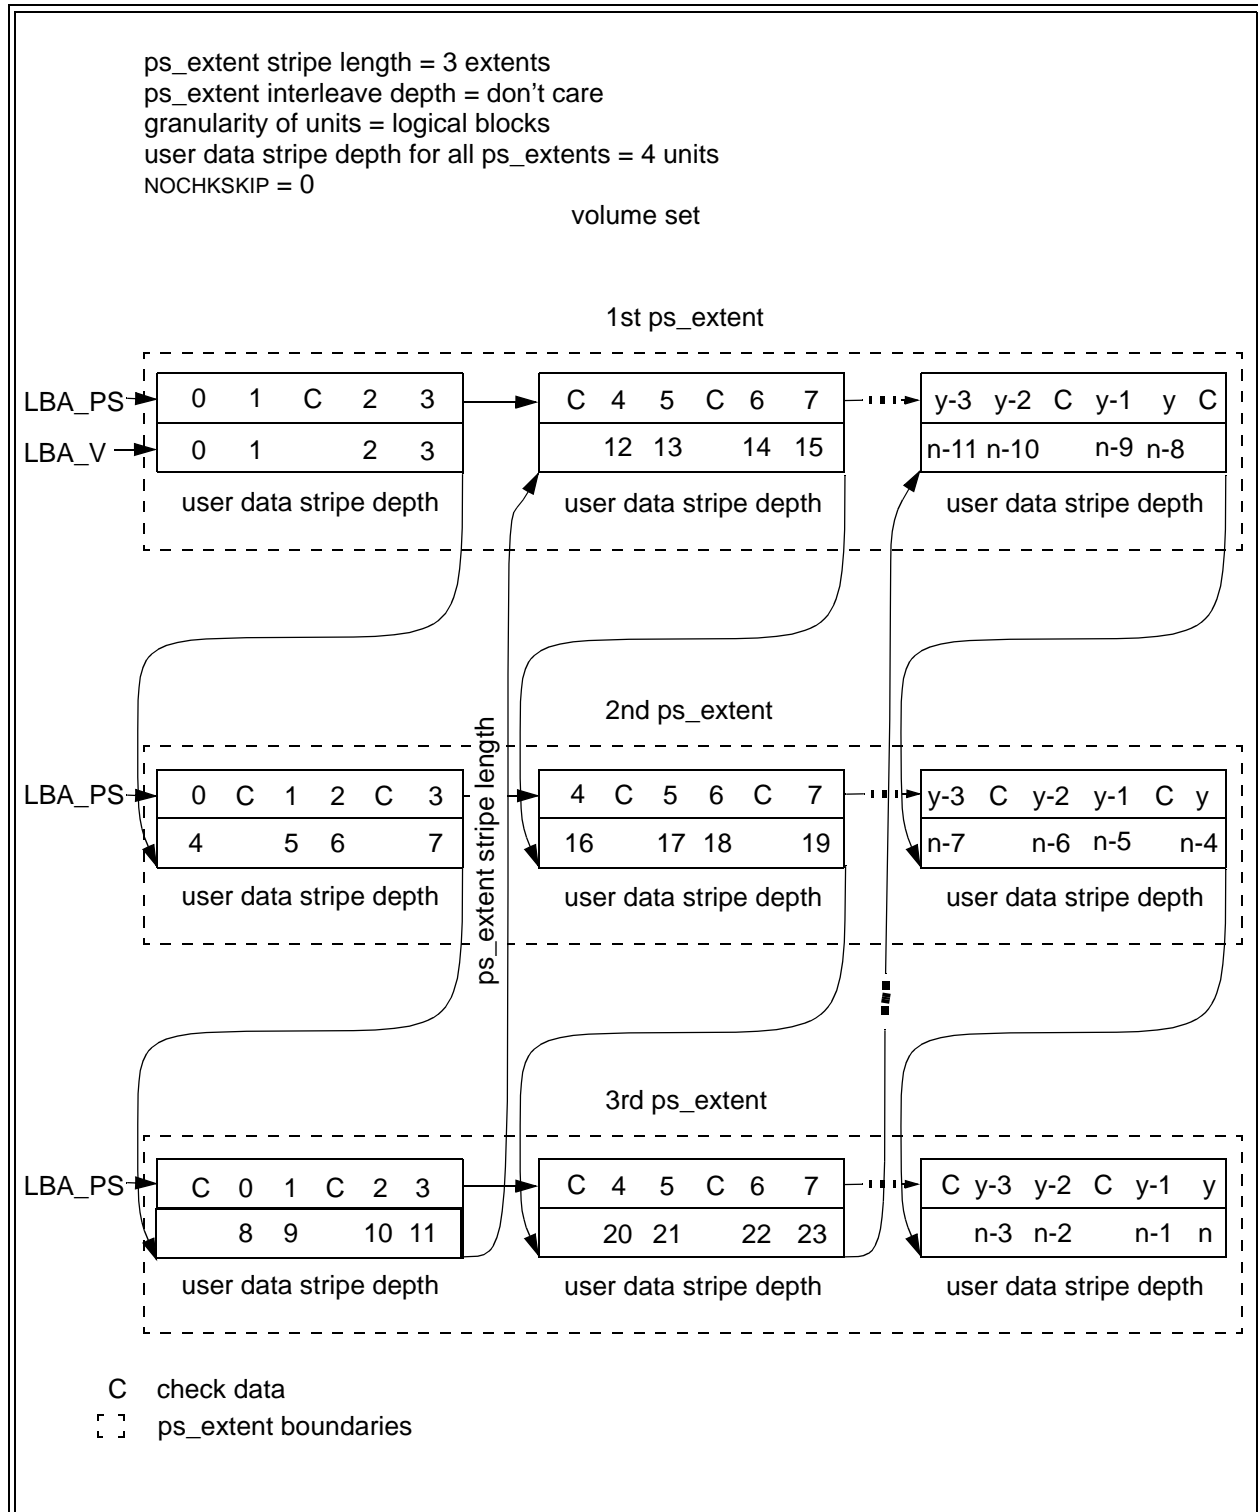 ps_extent stripe length = 3 extents
ps_extent interleave depth = don't care
granularity of units = logical blocks
user data stripe depth for all ps_extents = 4 units
NOCHKSKIP = 0
volume set
1st ps_extent
LBA_PS 0 1 C 2 3 C 4 5 C 6 7 y-3 y-2 C y-1 y C
LBA_V 0 1 2 3 12 13 14 15 n-11 n-10 n-9 n-8
user data stripe depth user data stripe depth user data stripe depth
2nd ps_extent
ps_extent stripe length
LBA_PS 0 C 1 2 C 3 4 C 5 6 C 7 y-3 C y-2 y-1 C y
4 5 6 7 16 17 18 19 n-7 n-6 n-5 n-4
user data stripe depth user data stripe depth user data stripe depth
3rd ps_extent
LBA_PS C 0 1 C 2 3 C 4 5 C 6 7 C y-3 y-2 C y-1 y
8 9 10 11 20 21 22 23 n-3 n-2 n-1 n
user data stripe depth user data stripe depth user data stripe depth
C check data
ps_extent boundaries